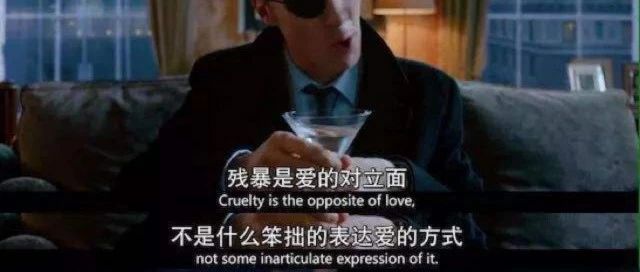 残暴是爱的对立面
Cruelty is the opposite of love,
不是什么笨拙的表达爱的方式
not some inarticulate expression of it.